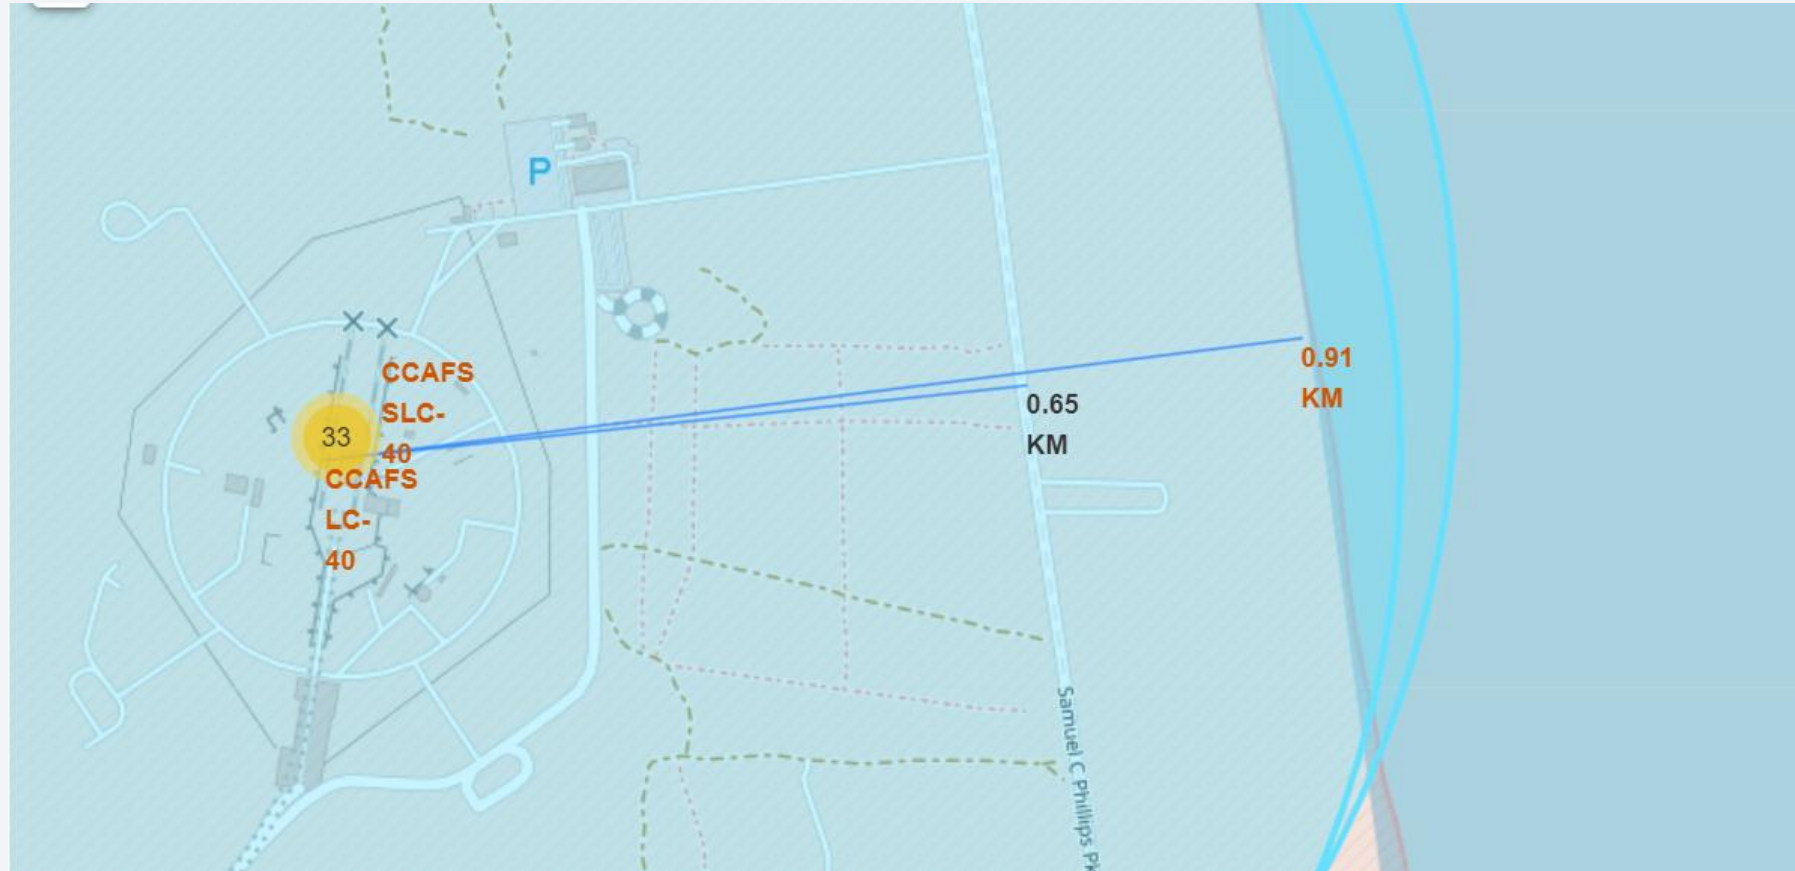 P
CCAFS
SLC-
40
33
CCAFS
LC-
40
0.91
KM
0.65
KM
Samuel C Phillips Pk